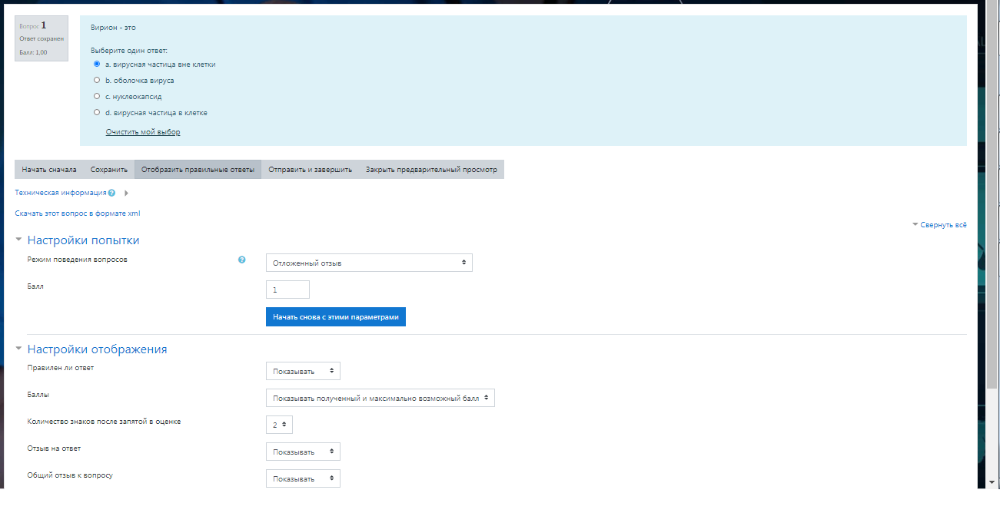 Вопрос 1
Ответ сохранен
Балл: 1,00
Вирион - это
Выберите один ответ:
a. вирусная частица вне клетки
b. оболочка вируса
c. нуклеокапсид
d. вирусная частица в клетке
Очистить мой выбор
Начать сначала Сохранить Отобразить правильные ответы Отправить и завершить Закрыть предварительный просмотр
Техническая информация
Скачать этот вопрос в формате xml
Свернуть всё
Настройки попытки
Режим поведения вопросов Отложенный отзыв
Балл 1
Начать снова с этими параметрами
Настройки отображения
Правилен ли ответ Показывать
Баллы Показывать полученный и максимально возможный балл
Количество знаков после запятой в оценке 2
Отзыв на ответ Показывать
Общий отзыв к вопросу Показывать